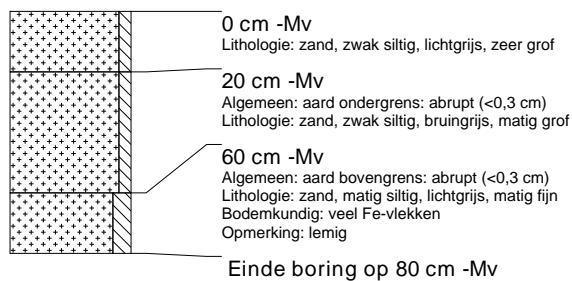 0 cm -Mv
Lithologie: zand, zwak siltig, lichtgrijs, zeer grof
20 cm -Mv
Algemeen: aard ondergrens: abrupt (<0,3 cm)
Lithologie: zand, zwak siltig, bruingrijs, matig grof
60 cm -Mv
Algemeen: aard bovengrens: abrupt (<0,3 cm)
Lithologie: zand, matig siltig, lichtgrijs, matig fijn
Bodemkundig: veel Fe-vlekken
Opmerking: lemig
Einde boring op 80 cm -Mv